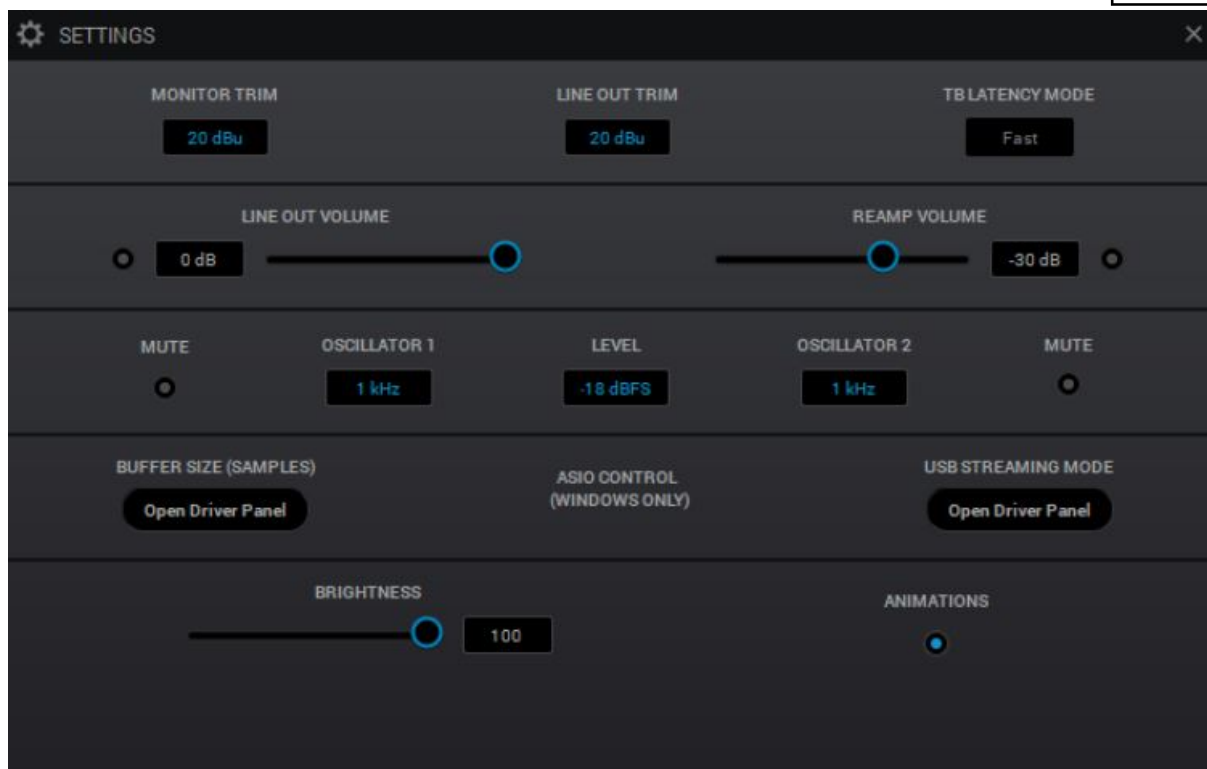 SETTINGS
MONITOR TRIM
LINE OUT TRIM
TB LATENCY MODE
20 dBu
20 dBu
Fast
LINE OUT VOLUME
REAMP VOLUME
0 dB
-30 dB
MUTE
OSCILLATOR 1
LEVEL
OSCILLATOR 2
MUTE
1 kHz
-18 dBFS
1 kHz
BUFFER SIZE (SAMPLES)
ASIO CONTROL
(WINDOWS ONLY)
USB STREAMING MODE
Open Driver Panel
Open Driver Panel
BRIGHTNESS
ANIMATIONS
100